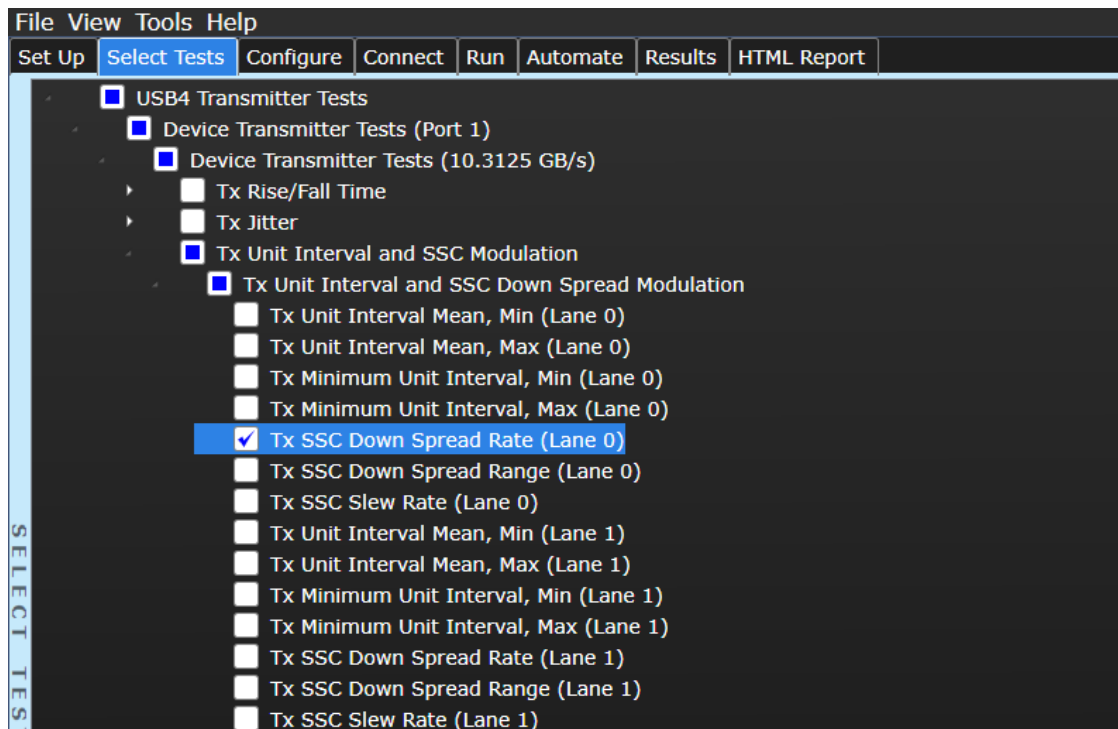 File View Tools Help
Set Up Select Tests Configure Connect Run Automate Results HTML Report
USB4 Transmitter Tests
Device Transmitter Tests (Port 1)
Device Transmitter Tests (10.3125 GB/s)
Tx Rise/Fall Time
Tx Jitter
Tx Unit Interval and SSC Modulation
Tx Unit Interval and SSC Down Spread Modulation
Tx Unit Interval Mean, Min (Lane 0)
Tx Unit Interval Mean, Max (Lane 0)
Tx Minimum Unit Interval, Min (Lane 0)
Tx Minimum Unit Interval, Max (Lane 0)
Tx SSC Down Spread Rate (Lane 0)
Tx SSC Down Spread Range (Lane 0)
Tx SSC Slew Rate (Lane 0)
Tx Unit Interval Mean, Min (Lane 1)
Tx Unit Interval Mean, Max (Lane 1)
Tx Minimum Unit Interval, Min (Lane 1)
Tx Minimum Unit Interval, Max (Lane 1)
Tx SSC Down Spread Rate (Lane 1)
Tx SSC Down Spread Range (Lane 1)
Tx SSC Slew Rate (Lane 1)
SELECT TES